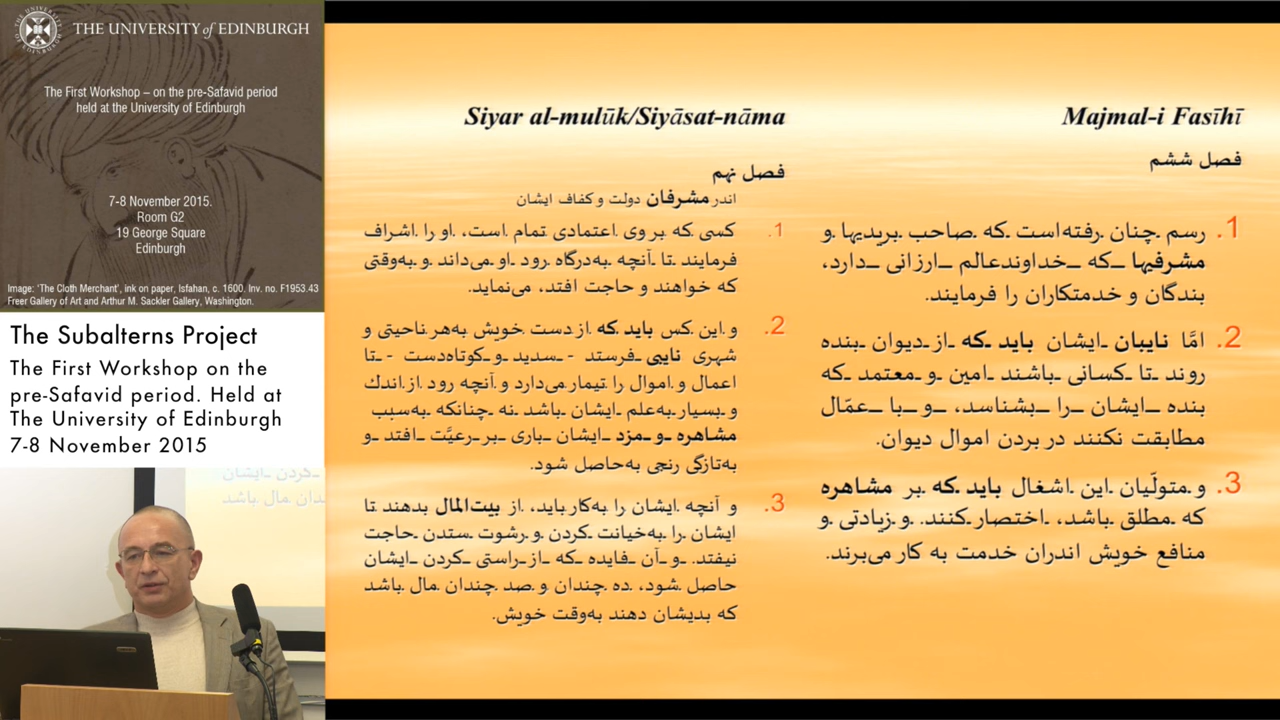 THE UNIVERSITY of EDINBURGH
The First Workshop – on the pre-Safavid period
held at the University of Edinburgh
7-8 November 2015.
Room G2
19 George Square
Edinburgh
Image: 'The Cloth Merchant', ink on paper, Isfahan, c. 1600. Inv. no. F1953.43
Freer Gallery of Art and Arthur M. Sackler Gallery, Washington.
The Subalterns Project
The First Workshop on the
pre-Safavid period. Held at
The University of Edinburgh
7-8 November 2015
Majmal-i Fasīhī
فصل ششم
1. رسم چنان رفته‌است که صاحب بریدیها و
مشرفیها که خداوندعالم ارزانی دارد،
بندگان و خدمتکاران را فرمایند.
2. امّا نایبان ایشان باید که از دیوان بنده
روند تا کسانی باشند امین و معتمد که
بنده ایشان را بشناسد، و با عمّال
مطابقت نکنند در بردن اموال دیوان.
3. و متولّیان این اشغال باید که بر مشاهره
که مطلق باشد، اختصار کنند. و زیادتی و
منافع خویش اندران خدمت به کار می‌برند.
Siyar al-mulūk/Siyāsat-nāma
فصل نهم
اندر مشرفان دولت و کفاف ایشان
1. کسی که بر وی اعتمادی تمام است، او را اشراف
فرمایند تا آنچه به‌درگاه رود او می‌داند و به‌وقتی
که خواهند و حاجت افتد، می‌نماید.
2. و این کس باید که از دست خویش به‌هر ناحیتی و
شهری نایبی فرستد - سدید و کوتاه‌دست - تا
اعمال و اموال را تیمار می‌دارد و آنچه رود از اندك
و بسیار به‌علم ایشان باشد. نه چنانکه به‌سبب
مشاهره و مزد ایشان باری بر رعیّت افتد و
به‌تازگی رنجی به‌حاصل شود.
3. و آنچه ایشان را به‌کار باید، از بیت‌المال بدهند تا
ایشان را به‌خیانت کردن و رشوت ستدن حاجت
نیفتد. و آن فایده که از راستی کردن ایشان
حاصل شود، ده چندان و صد چندان مال باشد
که بدیشان دهند به‌وقت خویش.